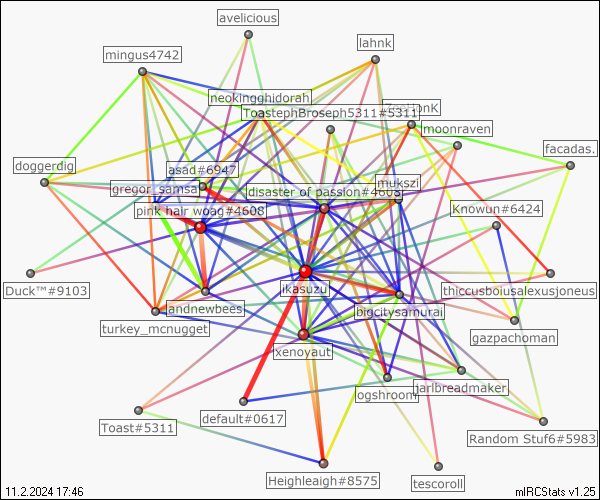 avelicious
lahnk
mingus4742
neokingghidorah
ToastephBroseph5311#5311
moonraven
facadas.
doggerdig
asad#6947
gregor_samsa
disaster of passion#4608
mukszi
pink hair woag#4608
Knowun#6424
Duck™#9103
ikasuzu
thiccusboiusalexusjoneus
landnewbees
bigcitysamurai
turkey_mcnugget
gazpachoman
xenoyaut
jarlbreadmaker
ogshroom
default#0617
Toast#5311
Random Stuf6#5983
Heighleaigh#8575
tescoroll
11.2.2024 17:46
mIRCStats v1.25